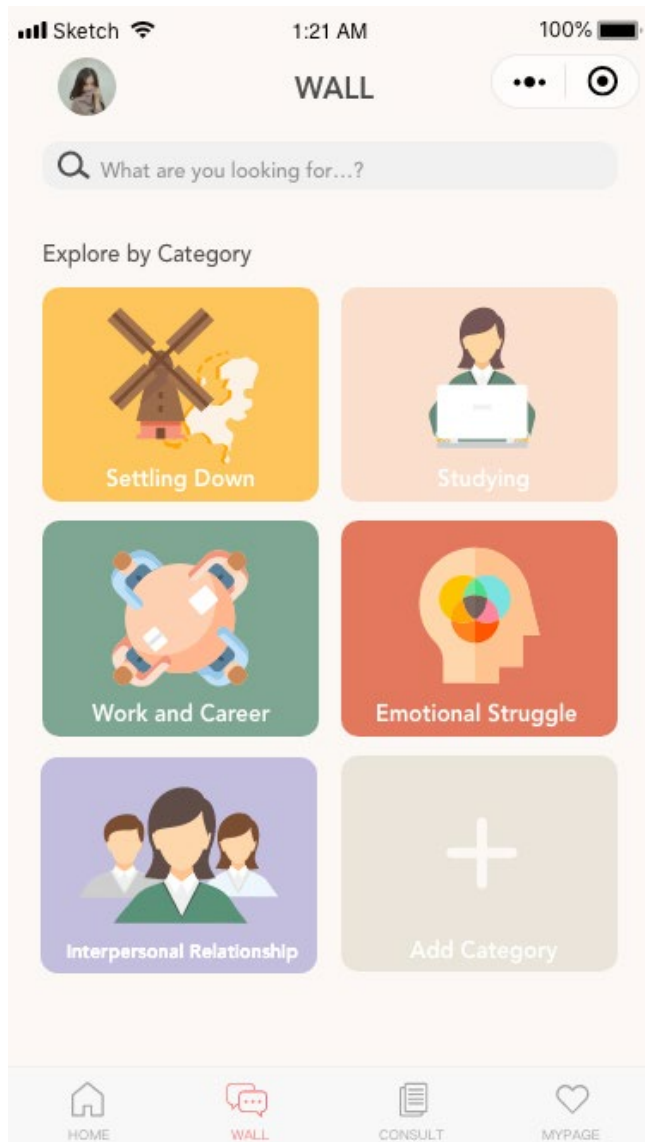 Sketch 1:21 AM 100%
WALL
What are you looking for...?
Explore by Category
Settling Down Studying
Work and Career Emotional Struggle
Interpersonal Relationship Add Category
HOME WALL CONSULT MYPAGE